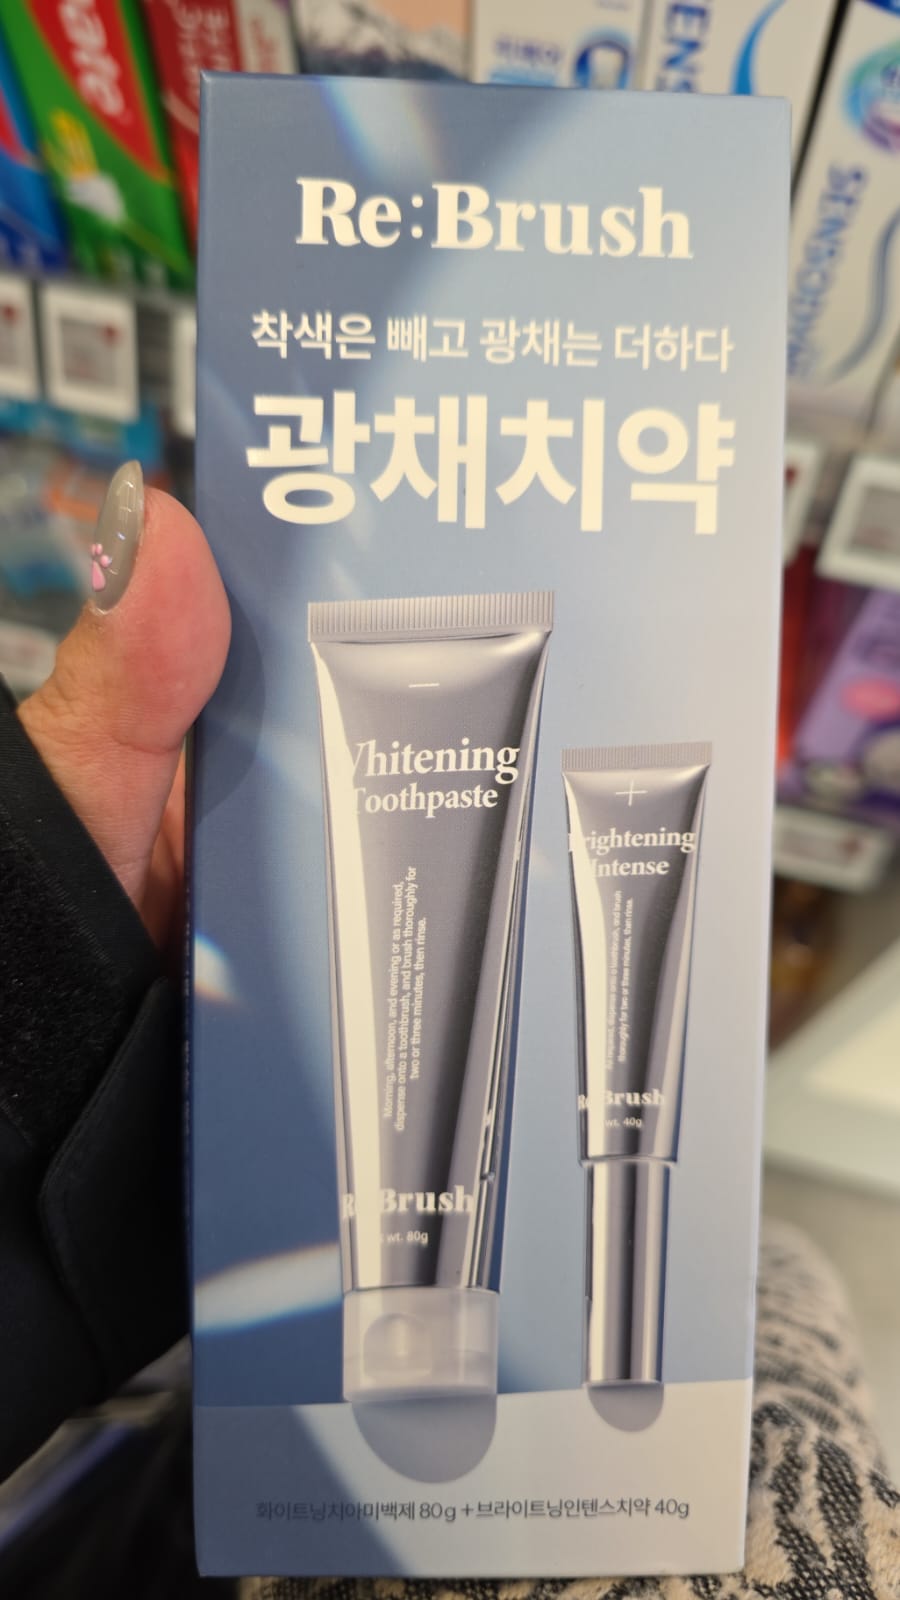 Re:Brush
착색은 빼고 광채는 더하다
광채치약
Whitening
Toothpaste
Morning, afternoon, and evening or as required,
dispense onto a toothbrush, and brush thoroughly for
two or three minutes, then rinse.
Re:Brush
wt. 80g
Brightening
Intense
As required, dispense onto a toothbrush, and brush
thoroughly for two or three minutes, then rinse.
Re:Brush
wt. 40g
화이트닝치아미백제 80g + 브라이트닝인텐스치약 40g
SENSODYNE